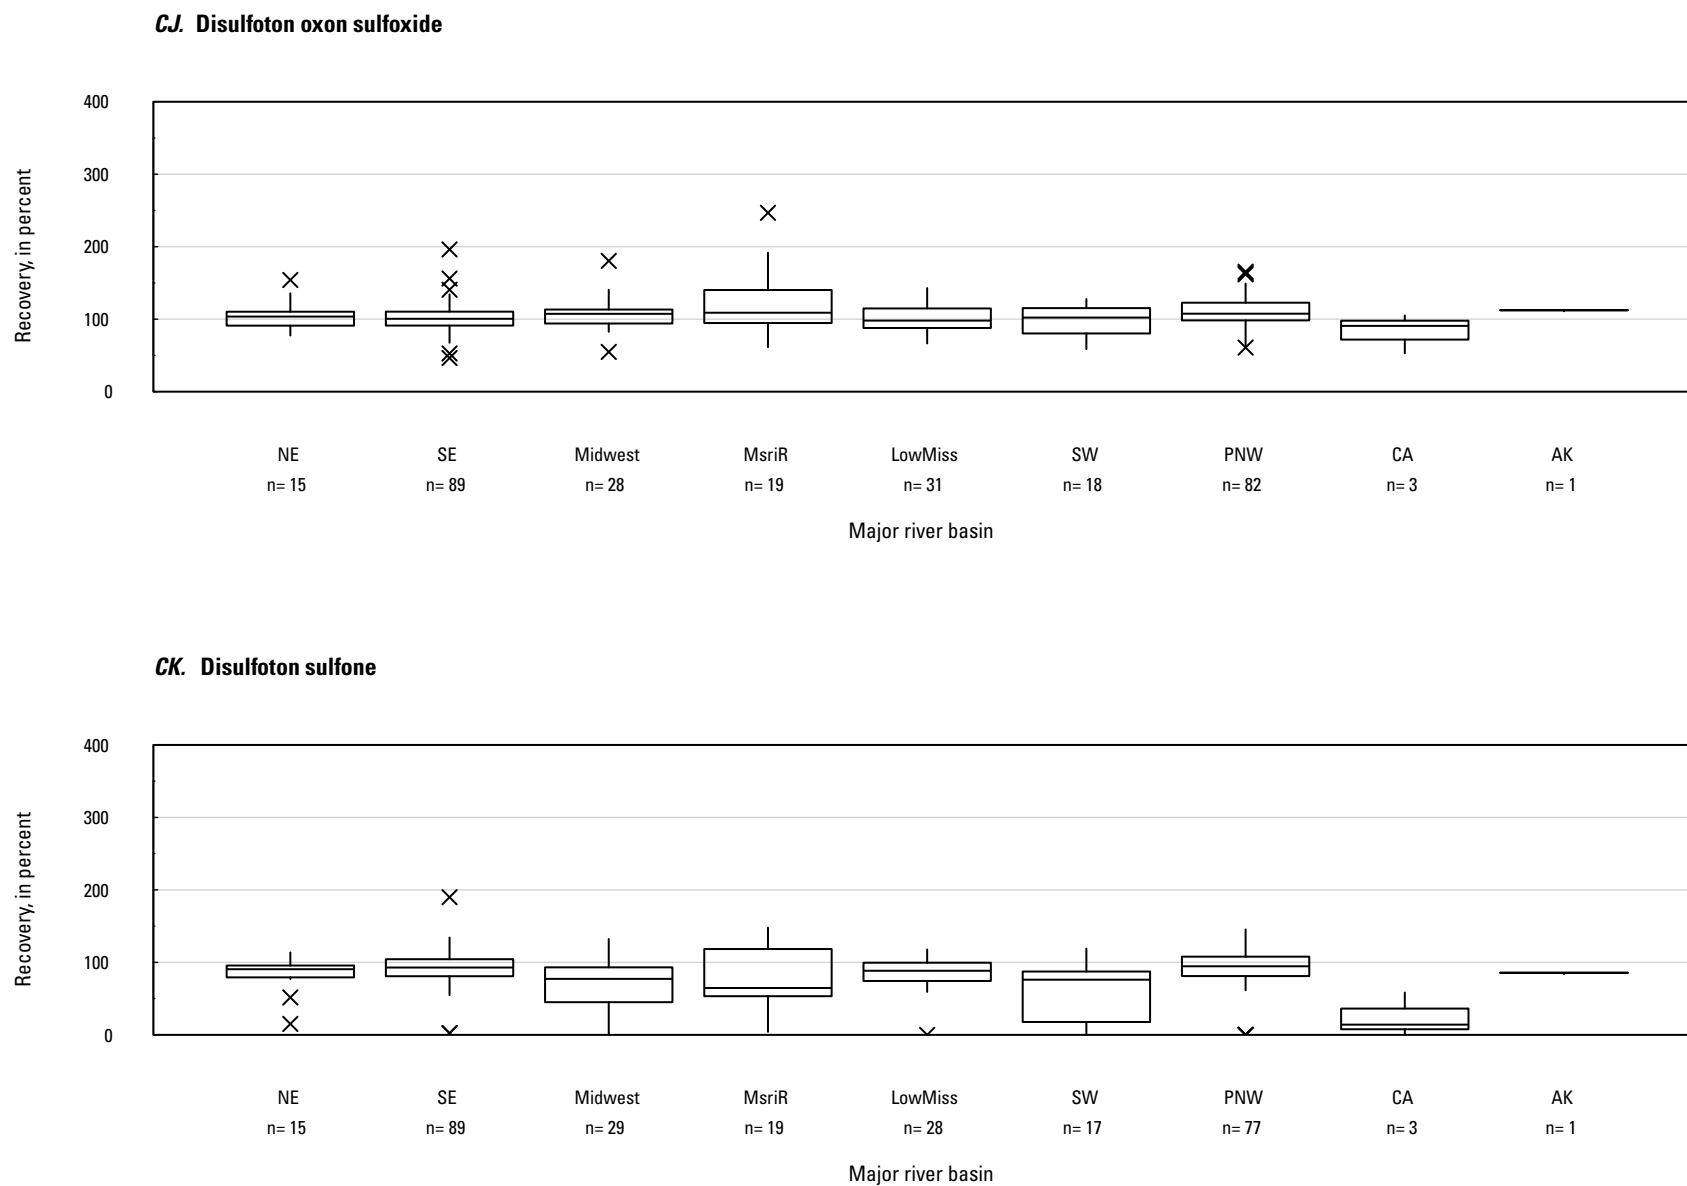 CJ. Disulfoton oxon sulfoxide
400
300
200
100
0
Recovery, in percent
NE SE Midwest MsriR LowMiss SW PNW CA AK
n= 15 n= 89 n= 28 n= 19 n= 31 n= 18 n= 82 n= 3 n= 1
Major river basin
CK. Disulfoton sulfone
400
300
200
100
0
Recovery, in percent
NE SE Midwest MsriR LowMiss SW PNW CA AK
n= 15 n= 89 n= 29 n= 19 n= 28 n= 17 n= 77 n= 3 n= 1
Major river basin